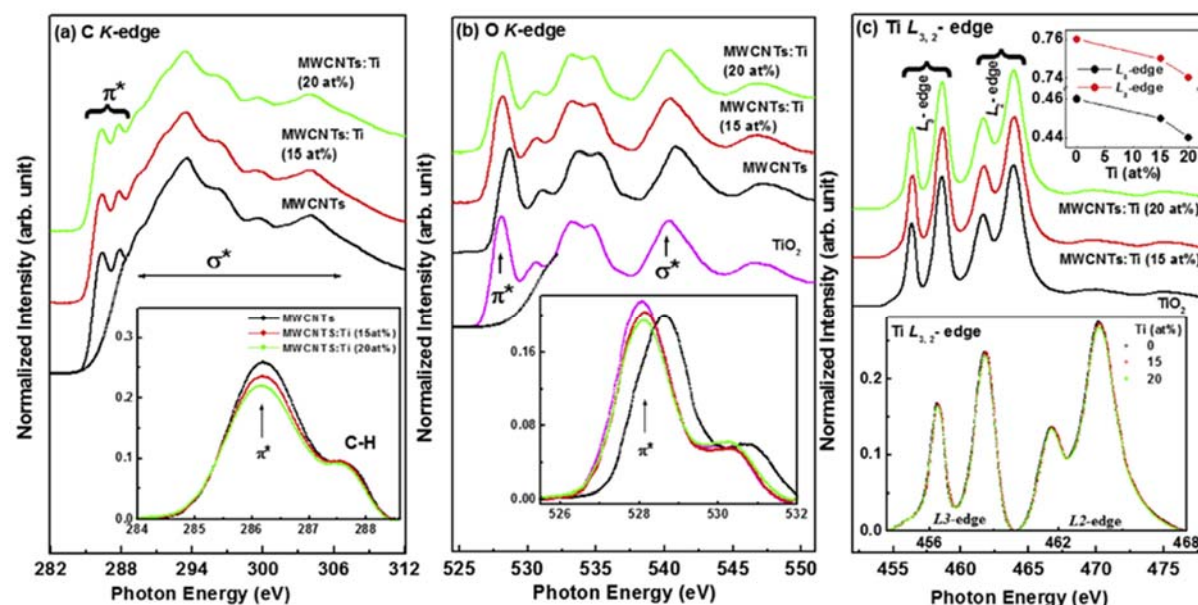 (a) C K-edge
π*
MWCNTs: Ti
(20 at%)
MWCNTs: Ti
(15 at%)
MWCNTs
σ*
MWCNTs
MWCNTS:Ti (15at%)
MWCNTS:Ti (20at%)
0.3
0.2
0.1
0.0
π*
C-H
284 285 286 287 288
282 288 294 300 306 312
Photon Energy (eV)
Normalized Intensity (arb. unit)
(b) O K-edge
MWCNTs: Ti
(20 at%)
MWCNTs: Ti
(15 at%)
MWCNTs
TiO2
π*
σ*
0.16
0.08
0.00
π*
526 528 530 532
525 530 535 540 545 550
Photon Energy (eV)
Normalized Intensity (arb. unit)
(c) Ti L3, 2- edge
L3- edge
L2- edge
0.76
0.74
0.46
0.44
0 5 10 15 20
Ti (at%)
MWCNTs: Ti (20 at%)
MWCNTs: Ti (15 at%)
TiO2
Ti L3, 2- edge
Ti (at%)
0
15
20
0.2
0.1
0.0
L3-edge
L2-edge
456 462 468
455 460 465 470 475
Photon Energy (eV)
Normalized Intensity (arb. unit)